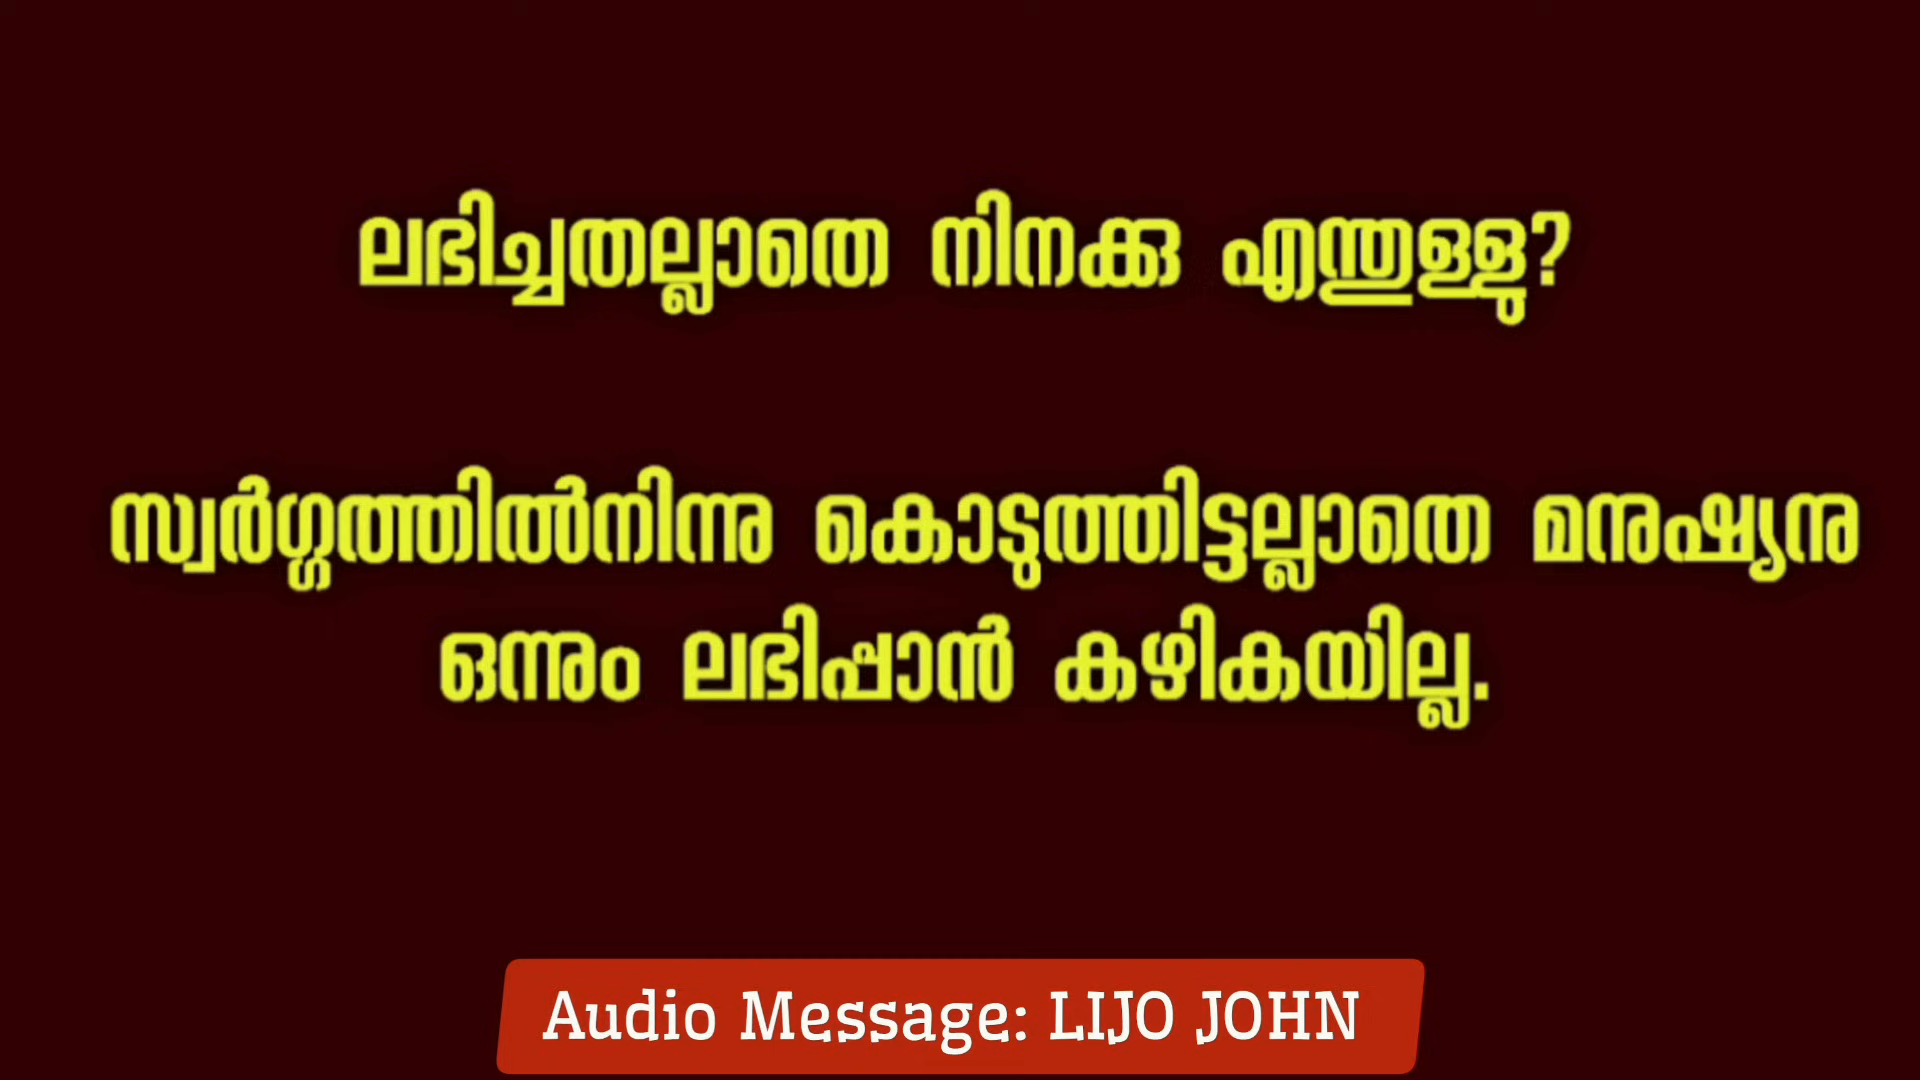 ലഭിച്ചതല്ലാതെ നിനക്കു എന്തുള്ളു?
സ്വർഗ്ഗത്തിൽനിന്നു കൊടുത്തിട്ടല്ലാതെ മനുഷ്യനു
ഒന്നും ലഭിപ്പാൻ കഴികയില്ല.
Audio Message: LIJO JOHN